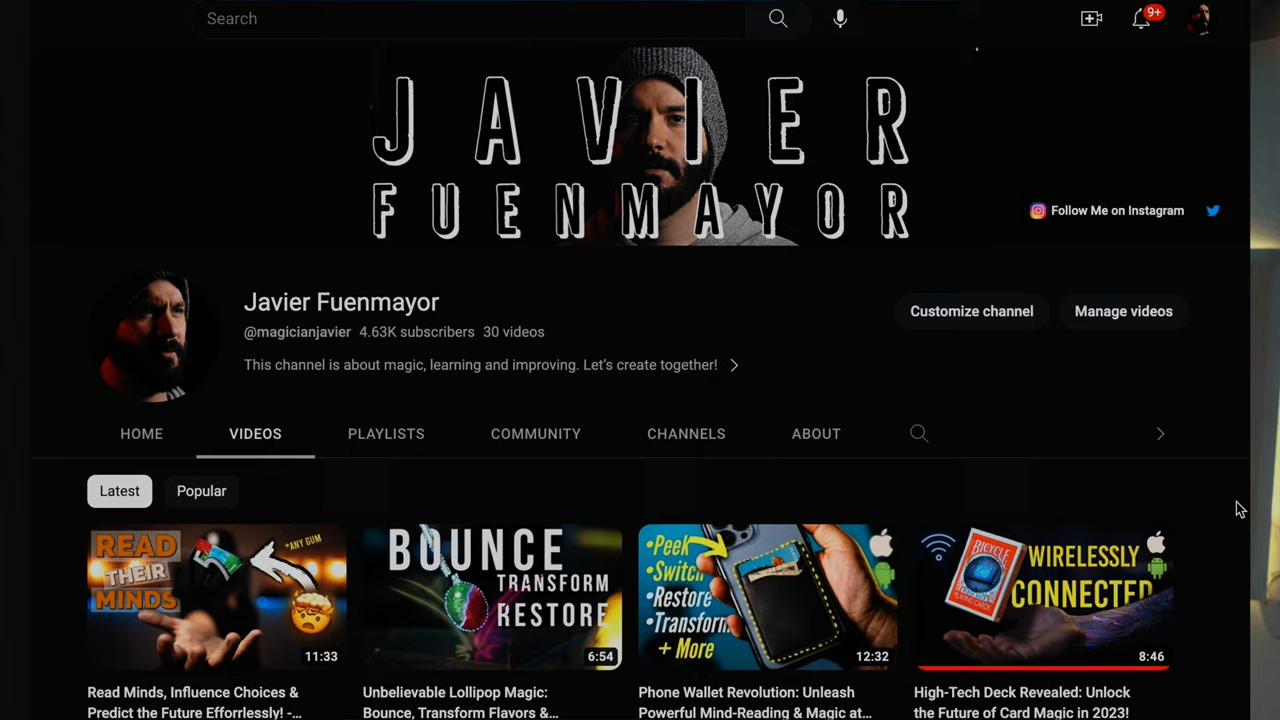 Search
9+
JAVIER
FUENMAYOR
Follow Me on Instagram
Javier Fuenmayor
@magicianjavier 4.63K subscribers 30 videos
This channel is about magic, learning and improving. Let's create together!
Customize channel
Manage videos
HOME
VIDEOS
PLAYLISTS
COMMUNITY
CHANNELS
ABOUT
Latest
Popular
READ
THEIR
MINDS
*ANY GUM
11:33
BOUNCE
TRANSFORM
RESTORE
6:54
•Peek
•Switch
•Restore
•Transform
+ More
12:32
BICYCLE
PLAYING CARDS
WIRELESSLY
CONNECTED
8:46
Read Minds, Influence Choices &
Predict the Future Efforrlessly! -...
Unbelievable Lollipop Magic:
Bounce, Transform Flavors &...
Phone Wallet Revolution: Unleash
Powerful Mind-Reading & Magic at...
High-Tech Deck Revealed: Unlock
the Future of Card Magic in 2023!